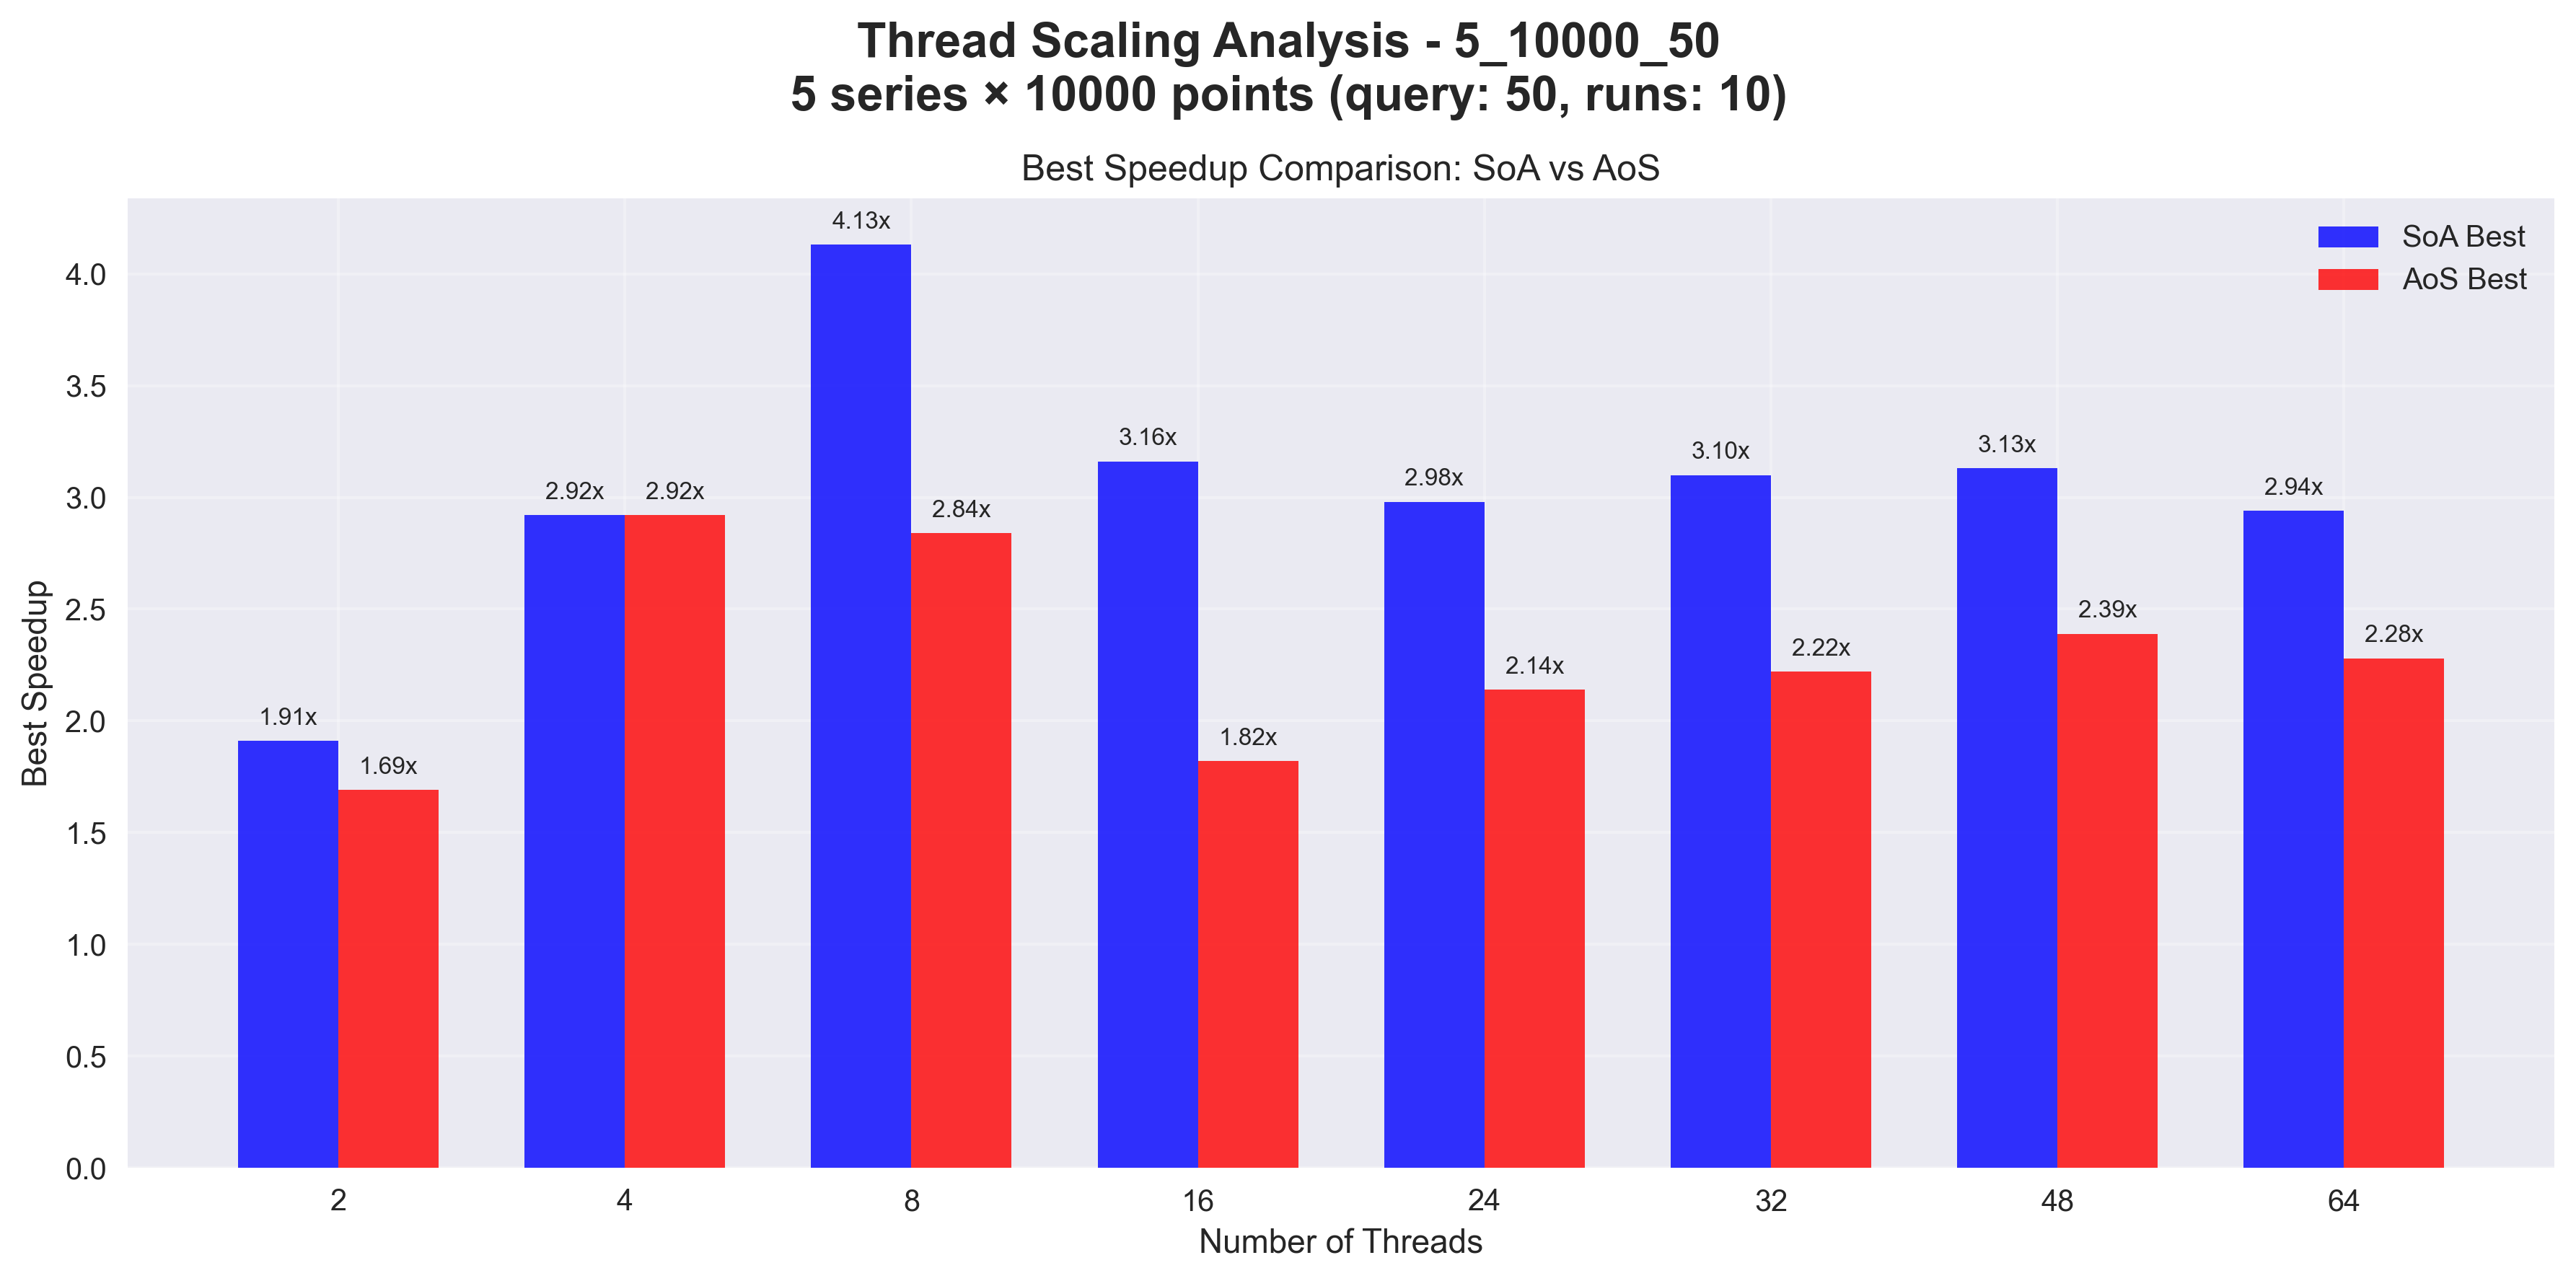 Thread Scaling Analysis - 5_10000_50
5 series × 10000 points (query: 50, runs: 10)
Best Speedup Comparison: SoA vs AoS
SoA Best
AoS Best
Best Speedup
4.0
3.5
3.0
2.5
2.0
1.5
1.0
0.5
0.0
1.91x
1.69x
2.92x
2.92x
4.13x
2.84x
3.16x
1.82x
2.98x
2.14x
3.10x
2.22x
3.13x
2.39x
2.94x
2.28x
2
4
8
16
24
32
48
64
Number of Threads